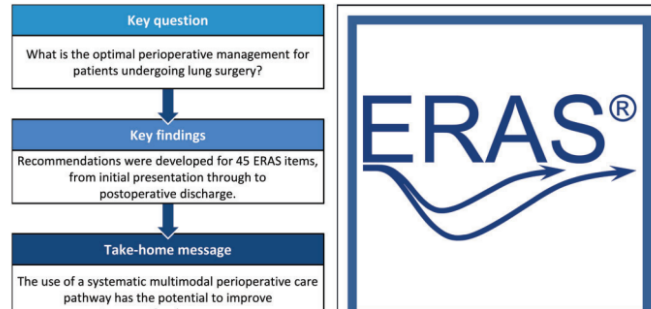 Key question
What is the optimal perioperative management for
patients undergoing lung surgery?
Key findings
Recommendations were developed for 45 ERAS items,
from initial presentation through to
postoperative discharge.
Take-home message
The use of a systematic multimodal perioperative care
pathway has the potential to improve
ERAS®